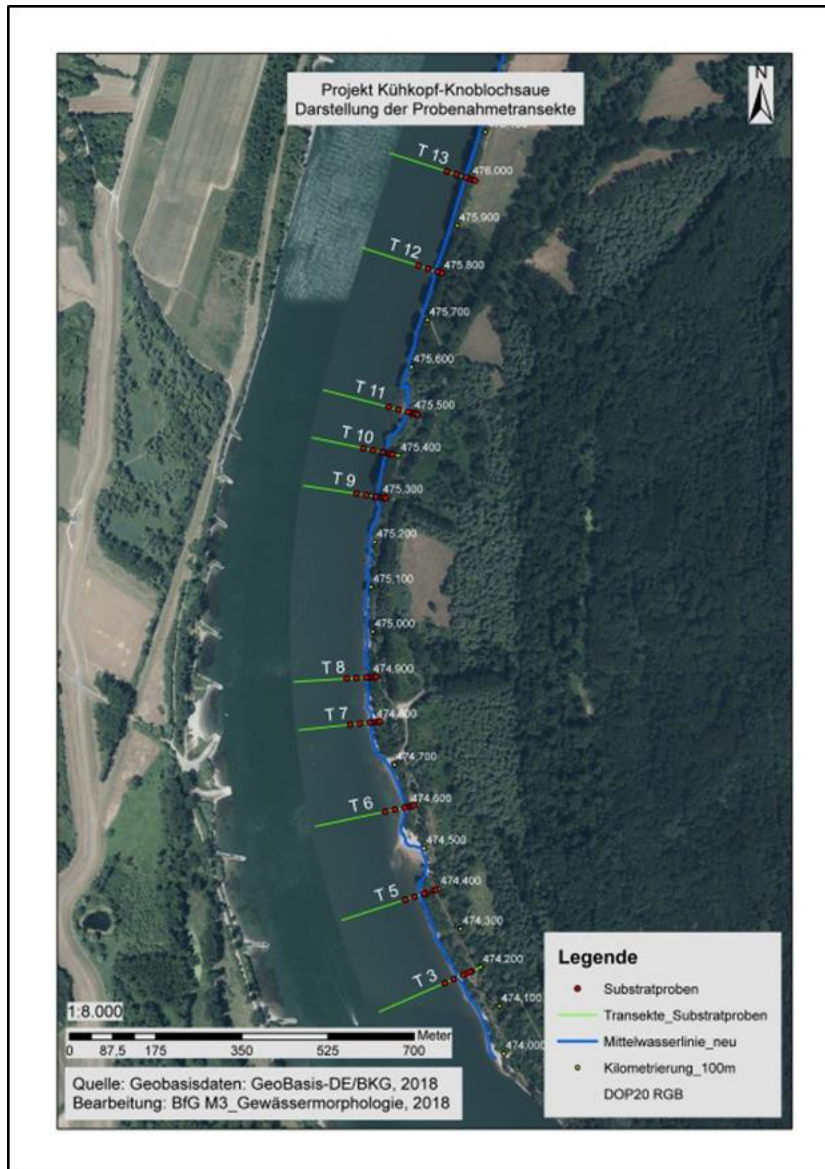 Projekt Kühkopf-Knoblochsaue
Darstellung der Probenahmetransekte
N
T 13
476,000
475,900
T 12
475,800
475,700
475,600
T 11
475,500
T 10
475,400
T 9
475,300
475,200
475,100
475,000
T 8
474,900
T 7
474,800
474,700
T 6
474,600
474,500
T 5
474,400
474,300
T 3
474,200
474,100
474,000
Legende
Substratproben
Transekte_Substratproben
Mittelwasserlinie_neu
Kilometrierung_100m
DOP20 RGB
1:8.000
Meter
0 87.5 175 350 525 700
Quelle: Geobasisdaten: GeoBasis-DE/BKG, 2018
Bearbeitung: BfG M3_Gewässermorphologie, 2018